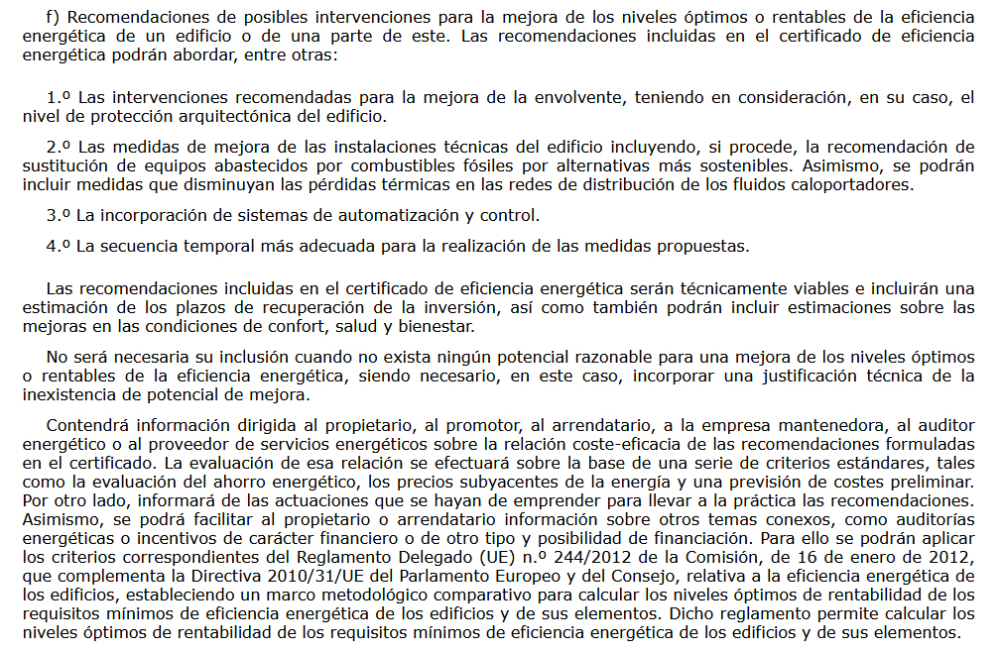 f) Recomendaciones de posibles intervenciones para la mejora de los niveles óptimos o rentables de la eficiencia
energética de un edificio o de una parte de este. Las recomendaciones incluidas en el certificado de eficiencia
energética podrán abordar, entre otras:
1.º Las intervenciones recomendadas para la mejora de la envolvente, teniendo en consideración, en su caso, el
nivel de protección arquitectónica del edificio.
2.º Las medidas de mejora de las instalaciones técnicas del edificio incluyendo, si procede, la recomendación de
sustitución de equipos abastecidos por combustibles fósiles por alternativas más sostenibles. Asimismo, se podrán
incluir medidas que disminuyan las pérdidas térmicas en las redes de distribución de los fluidos caloportadores.
3.º La incorporación de sistemas de automatización y control.
4.º La secuencia temporal más adecuada para la realización de las medidas propuestas.
Las recomendaciones incluidas en el certificado de eficiencia energética serán técnicamente viables e incluirán una
estimación de los plazos de recuperación de la inversión, así como también podrán incluir estimaciones sobre las
mejoras en las condiciones de confort, salud y bienestar.
No será necesaria su inclusión cuando no exista ningún potencial razonable para una mejora de los niveles óptimos
o rentables de la eficiencia energética, siendo necesario, en este caso, incorporar una justificación técnica de la
inexistencia de potencial de mejora.
Contendrá información dirigida al propietario, al promotor, al arrendatario, a la empresa mantenedora, al auditor
energético o al proveedor de servicios energéticos sobre la relación coste-eficacia de las recomendaciones formuladas
en el certificado. La evaluación de esa relación se efectuará sobre la base de una serie de criterios estándares, tales
como la evaluación del ahorro energético, los precios subyacentes de la energía y una previsión de costes preliminar.
Por otro lado, informará de las actuaciones que se hayan de emprender para llevar a la práctica las recomendaciones.
Asimismo, se podrá facilitar al propietario o arrendatario información sobre otros temas conexos, como auditorías
energéticas o incentivos de carácter financiero o de otro tipo y posibilidad de financiación. Para ello se podrán aplicar
los criterios correspondientes del Reglamento Delegado (UE) n.º 244/2012 de la Comisión, de 16 de enero de 2012,
que complementa la Directiva 2010/31/UE del Parlamento Europeo y del Consejo, relativa a la eficiencia energética de
los edificios, estableciendo un marco metodológico comparativo para calcular los niveles óptimos de rentabilidad de los
requisitos mínimos de eficiencia energética de los edificios y de sus elementos. Dicho reglamento permite calcular los
niveles óptimos de rentabilidad de los requisitos mínimos de eficiencia energética de los edificios y de sus elementos.